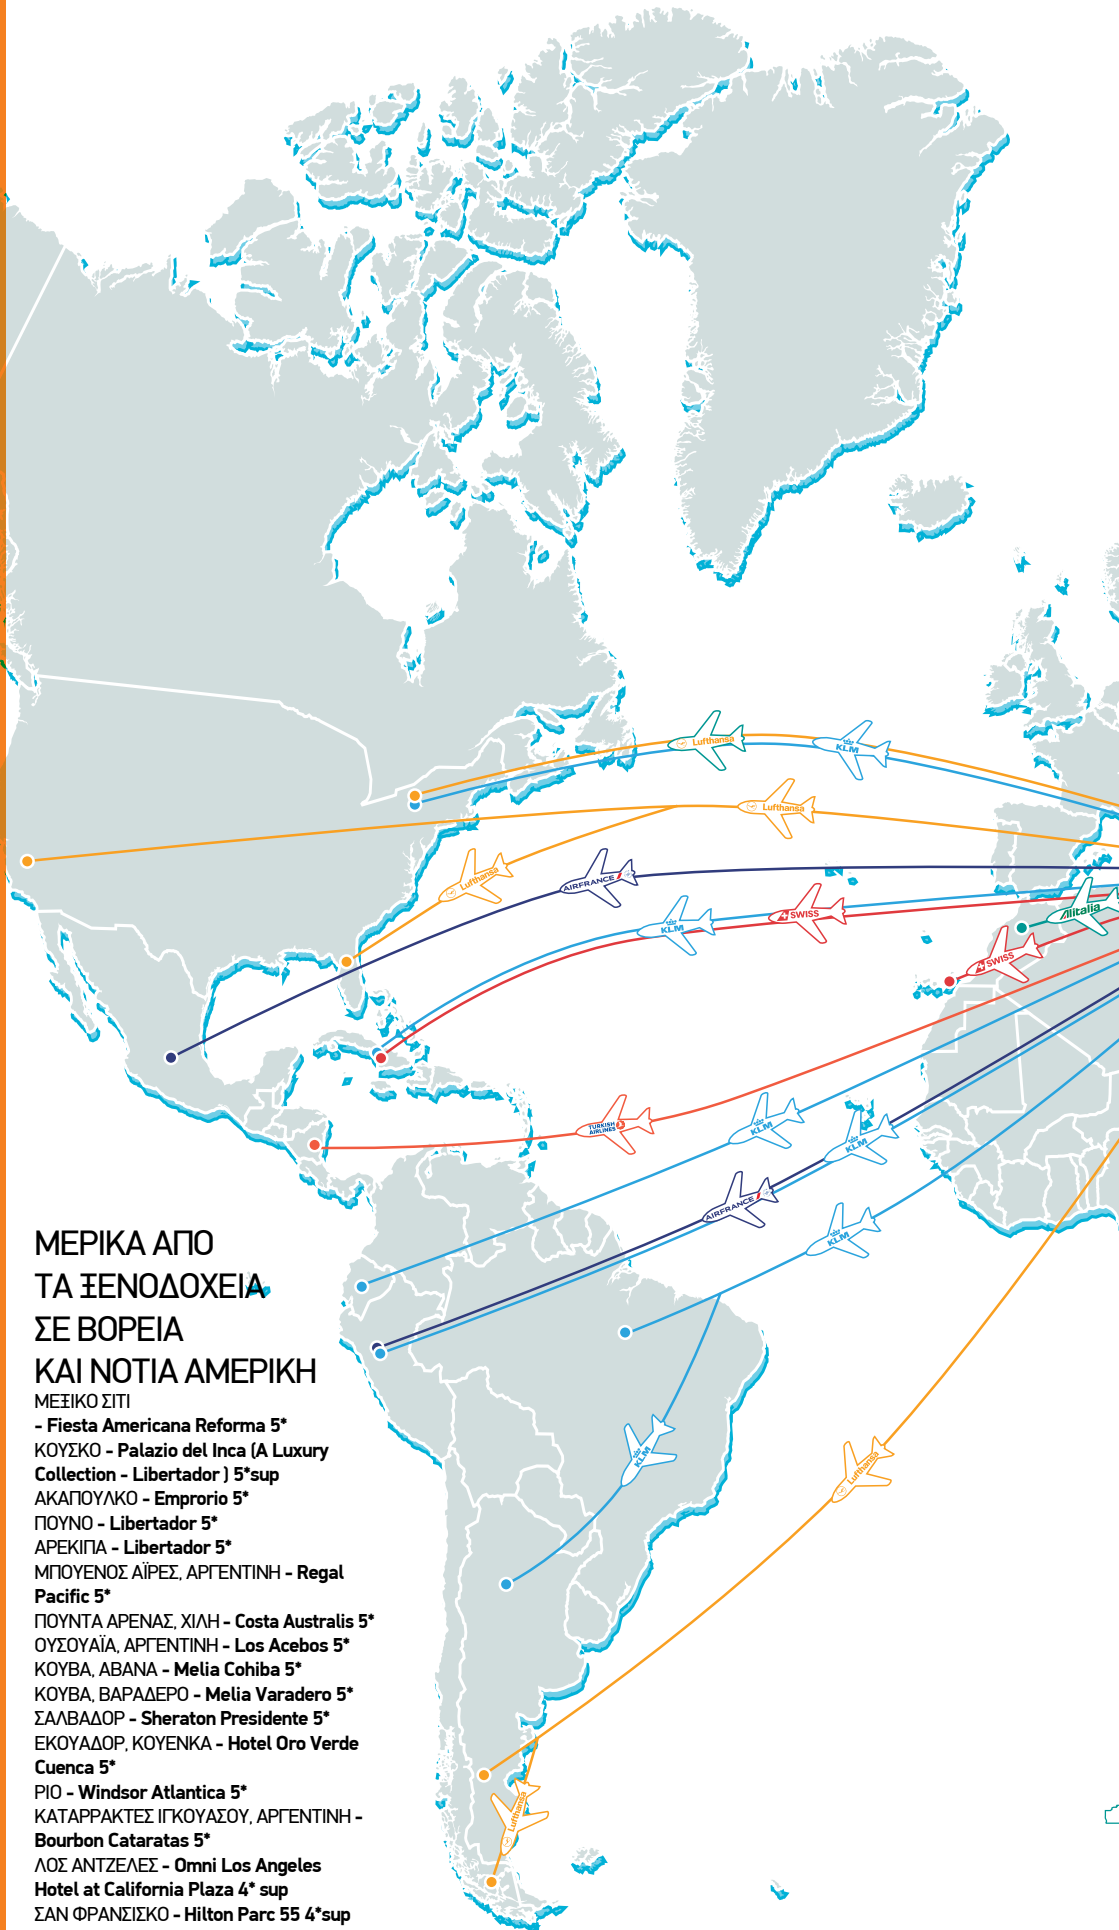 Lufthansa
KLM
Lufthansa
Lufthansa
AIRFRANCE
KLM
SWISS
Alitalia
SWISS
TURKISH
AIRLINES
KLM
KLM
AIRFRANCE
KLM
KLM
Lufthansa
Lufthansa
ΜΕΡΙΚΑ ΑΠΟ
ΤΑ ΞΕΝΟΔΟΧΕΙΑ
ΣΕ ΒΟΡΕΙΑ
ΚΑΙ ΝΟΤΙΑ ΑΜΕΡΙΚΗ
ΜΕΞΙΚΟ ΣΙΤΙ
- Fiesta Americana Reforma 5*
ΚΟΥΣΚΟ - Palazio del Inca (A Luxury
Collection - Libertador ) 5*sup
ΑΚΑΠΟΥΛΚΟ - Emprorio 5*
ΠΟΥΝΟ - Libertador 5*
ΑΡΕΚΙΠΑ - Libertador 5*
ΜΠΟΥΕΝΟΣ ΑΪΡΕΣ, ΑΡΓΕΝΤΙΝΗ - Regal
Pacific 5*
ΠΟΥΝΤΑ ΑΡΕΝΑΣ, ΧΙΛΗ - Costa Australis 5*
ΟΥΣΟΥΑΪΑ, ΑΡΓΕΝΤΙΝΗ - Los Acebos 5*
ΚΟΥΒΑ, ΑΒΑΝΑ - Melia Cohiba 5*
ΚΟΥΒΑ, ΒΑΡΑΔΕΡΟ - Melia Varadero 5*
ΣΑΛΒΑΔΟΡ - Sheraton Presidente 5*
ΕΚΟΥΑΔΟΡ, ΚΟΥΕΝΚΑ - Hotel Oro Verde
Cuenca 5*
ΡΙΟ - Windsor Atlantica 5*
ΚΑΤΑΡΡΑΚΤΕΣ ΙΓΚΟΥΑΣΟΥ, ΑΡΓΕΝΤΙΝΗ -
Bourbon Cataratas 5*
ΛΟΣ ΑΝΤΖΕΛΕΣ - Omni Los Angeles
Hotel at California Plaza 4* sup
ΣΑΝ ΦΡΑΝΣΙΣΚΟ - Hilton Parc 55 4*sup